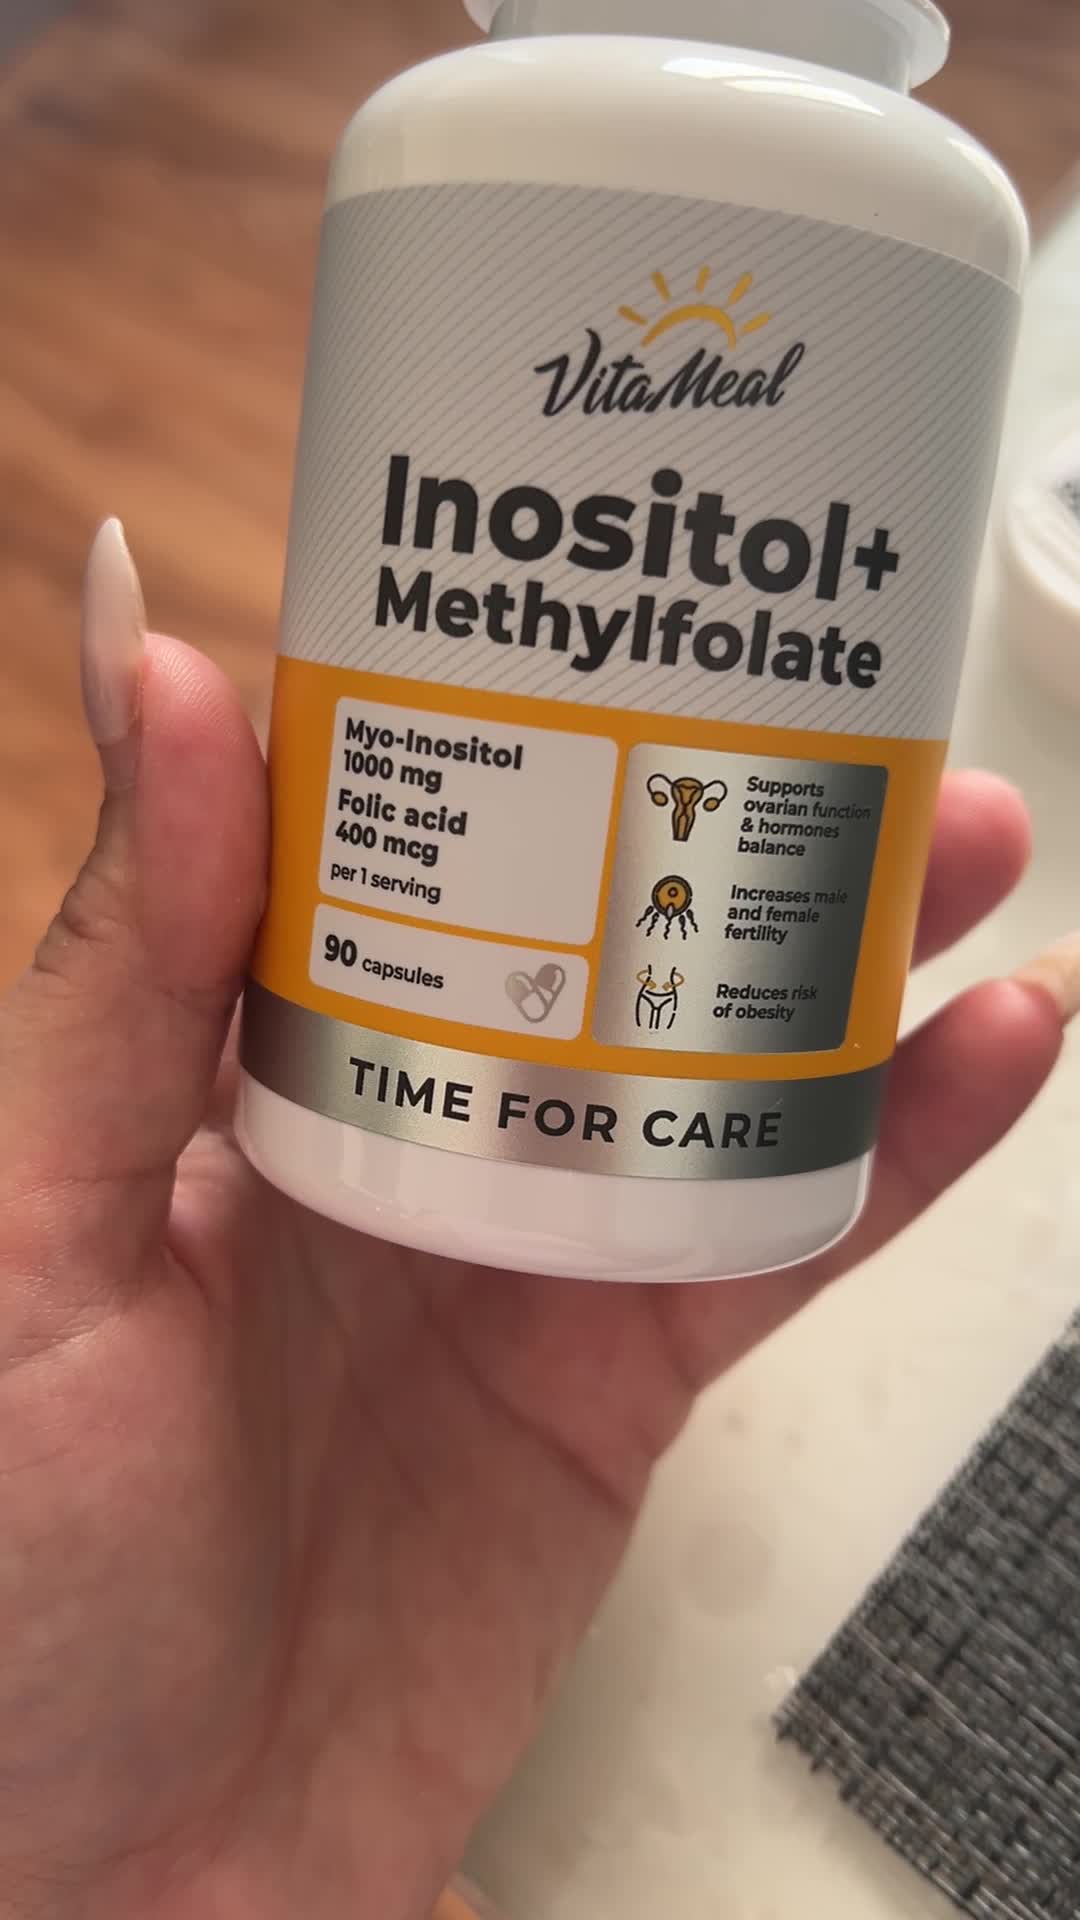 VitaMeal
Inositol+
Methylfolate
Myo-Inositol
1000 mg
Folic acid
400 mcg
per 1 serving
90 capsules
Supports
ovarian function
& hormones
balance
Increases male
and female
fertility
Reduces risk
of obesity
TIME FOR CARE